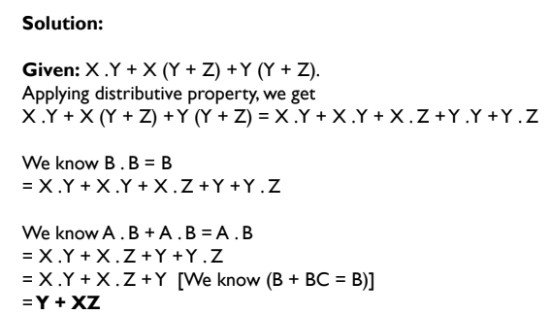 Solution:
Given: X .Y + X (Y + Z) +Y (Y + Z).
Applying distributive property, we get
X .Y + X (Y + Z) +Y (Y + Z) = X .Y + X .Y + X . Z +Y .Y +Y . Z
We know B . B = B
= X .Y + X .Y + X . Z +Y +Y . Z
We know A . B + A . B = A . B
= X .Y + X . Z +Y +Y . Z
= X .Y + X . Z +Y [We know (B + BC = B)]
= Y + XZ